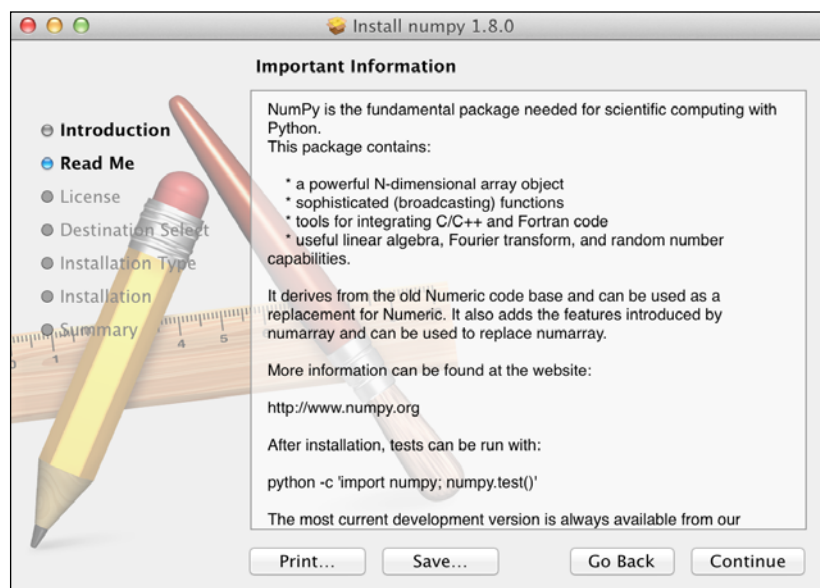 Install numpy 1.8.0
Important Information
Introduction
Read Me
License
Destination Select
Installation Type
Installation
Summary
NumPy is the fundamental package needed for scientific computing with
Python.
This package contains:
* a powerful N-dimensional array object
* sophisticated (broadcasting) functions
* tools for integrating C/C++ and Fortran code
* useful linear algebra, Fourier transform, and random number
capabilities.
It derives from the old Numeric code base and can be used as a
replacement for Numeric. It also adds the features introduced by
numarray and can be used to replace numarray.
More information can be found at the website:
http://www.numpy.org
After installation, tests can be run with:
python -c 'import numpy; numpy.test()'
The most current development version is always available from our
0 1 4 5
Print... Save... Go Back Continue